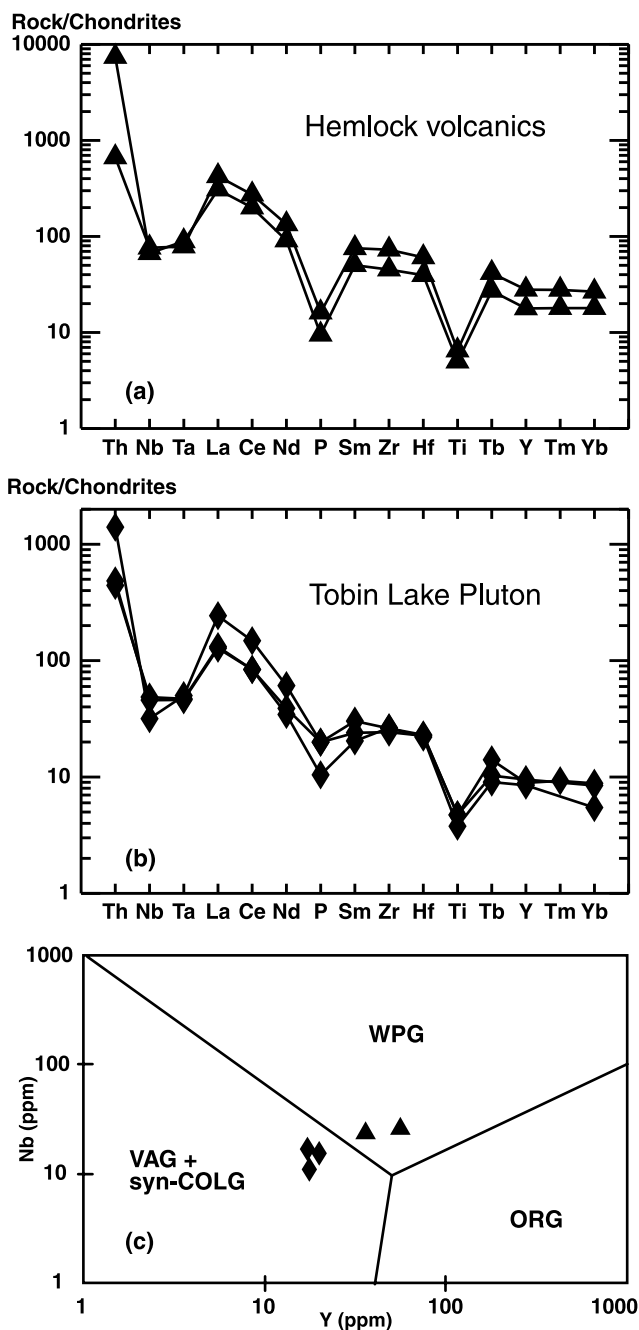 Rock/Chondrites
10000
1000
100
10
1
Hemlock volcanics
(a)
Th Nb Ta La Ce Nd P Sm Zr Hf Ti Tb Y Tm Yb
Rock/Chondrites
1000
100
10
1
Tobin Lake Pluton
(b)
Th Nb Ta La Ce Nd P Sm Zr Hf Ti Tb Y Tm Yb
1000
100
10
1
Nb (ppm)
WPG
VAG +
syn-COLG
ORG
(c)
1 10 100 1000
Y (ppm)